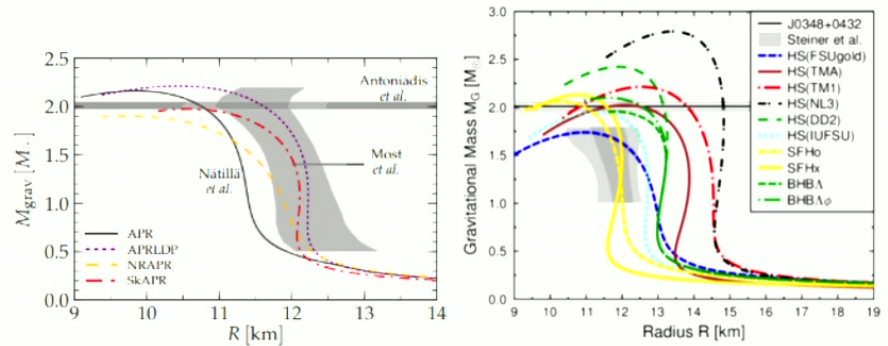 2.5
2.0
1.5
1.0
0.5
0.0
M_grav [M⋆]
Antoniadis
et al.
Nättilä
et al.
Most
et al.
APR
APRLDP
NRAPR
SkAPR
9
10
11
12
13
14
R [km]
3.0
2.5
2.0
1.5
1.0
0.5
0.0
Gravitational Mass M_G [M☉]
J0348+0432
Steiner et al.
HS(FSUgold)
HS(TMA)
HS(TM1)
HS(NL3)
HS(DD2)
HS(IUFSU)
SFHo
SFHx
BHBΛ
BHBΛϕ
9 10 11 12 13 14 15 16 17 18 19
Radius R [km]